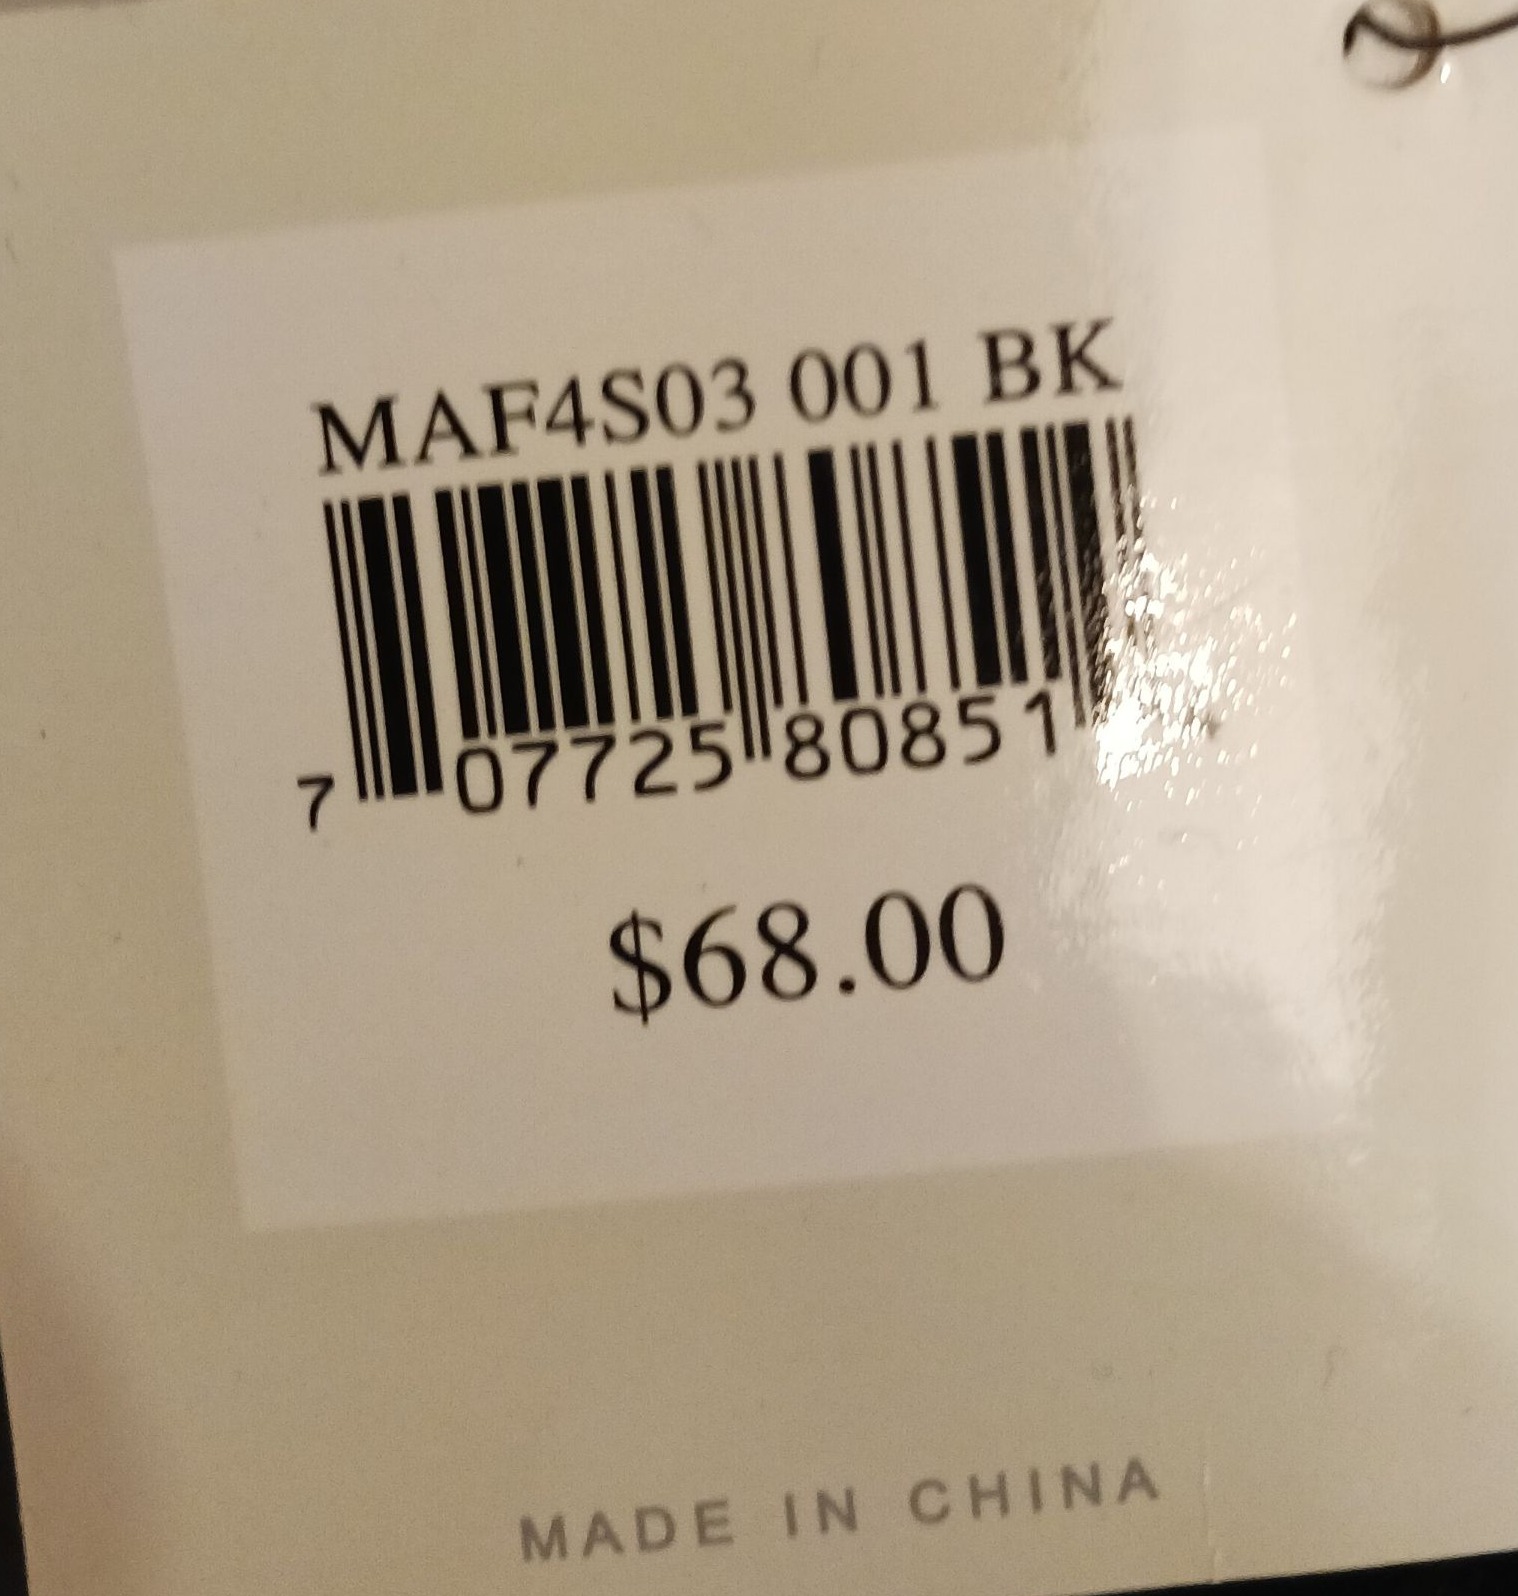 MAF4S03 001 BK
7 07725 80851
$68.00
MADE IN CHINA